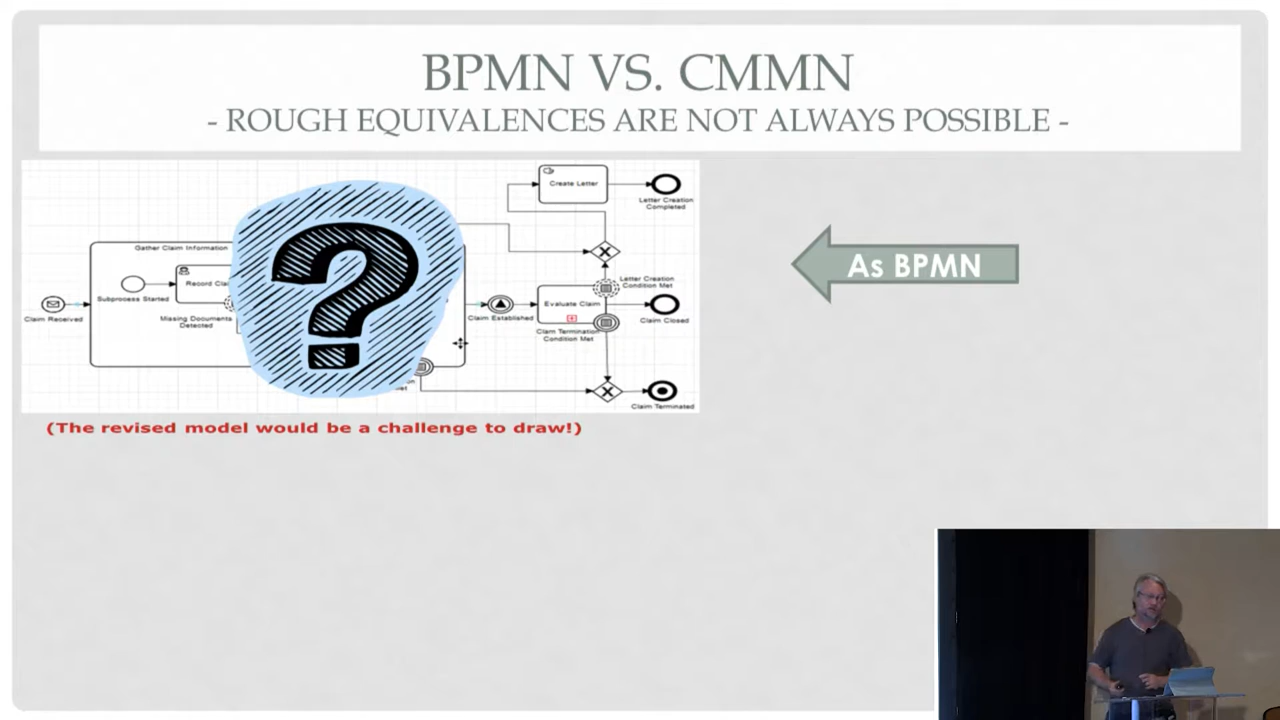 BPMN VS. CMMN
- ROUGH EQUIVALENCES ARE NOT ALWAYS POSSIBLE -
Create Letter
Letter Creation
Completed
Gather Claim Information
Record
Subprocess Started
Missing Documents
Detected
Claim Received
Claim Established
Evaluate Claim
Letter Creation
Condition Met
Claim Closed
Claim Termination
Condition Met
Claim Terminated
As BPMN
?
(The revised model would be a challenge to draw!)